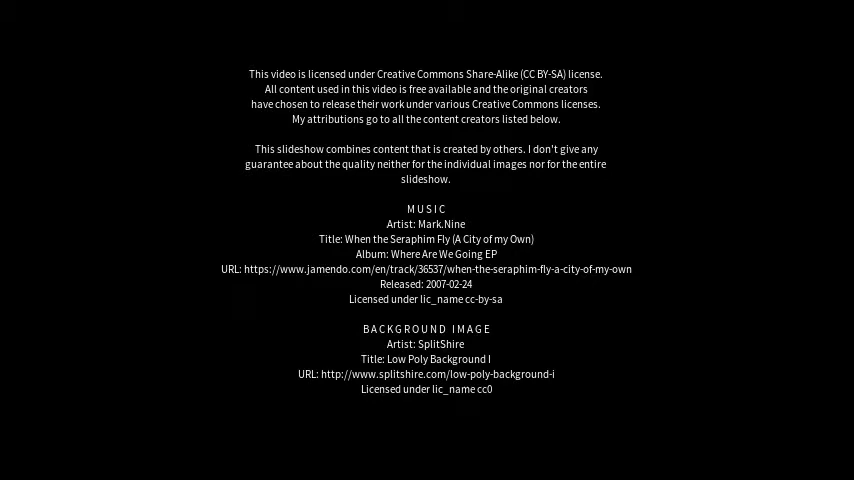 This video is licensed under Creative Commons Share-Alike (CC BY-SA) license.
All content used in this video is free available and the original creators
have chosen to release their work under various Creative Commons licenses.
My attributions go to all the content creators listed below.
This slideshow combines content that is created by others. I don't give any
guarantee about the quality neither for the individual images nor for the entire
slideshow.
MUSIC
Artist: Mark.Nine
Title: When the Seraphim Fly (A City of my Own)
Album: Where Are We Going EP
URL: https://www.jamendo.com/en/track/36537/when-the-seraphim-fly-a-city-of-my-own
Released: 2007-02-24
Licensed under lic_name cc-by-sa
BACKGROUND IMAGE
Artist: SplitShire
Title: Low Poly Background I
URL: http://www.splitshire.com/low-poly-background-i
Licensed under lic_name cc0